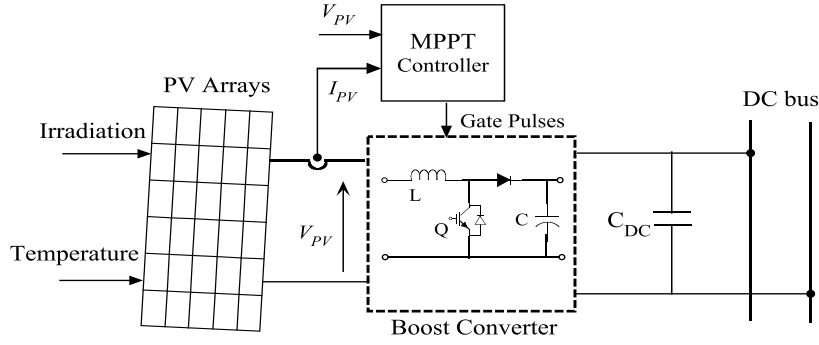 V_PV
MPPT
Controller
PV Arrays
I_PV
DC bus
Irradiation
Gate Pulses
L
V_PV
Q
C
C_DC
Temperature
Boost Converter